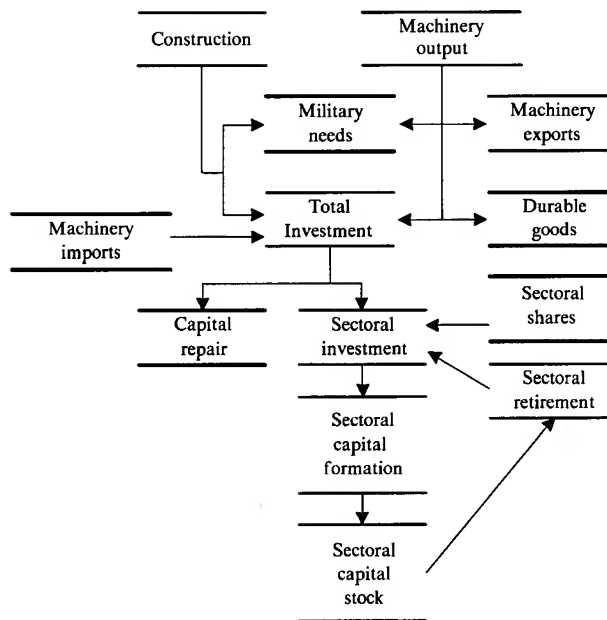 Construction
Machinery
output
Military
needs
Machinery
exports
Machinery
imports
Total
Investment
Durable
goods
Capital
repair
Sectoral
investment
Sectoral
shares
Sectoral
retirement
Sectoral
capital
formation
Sectoral
capital
stock